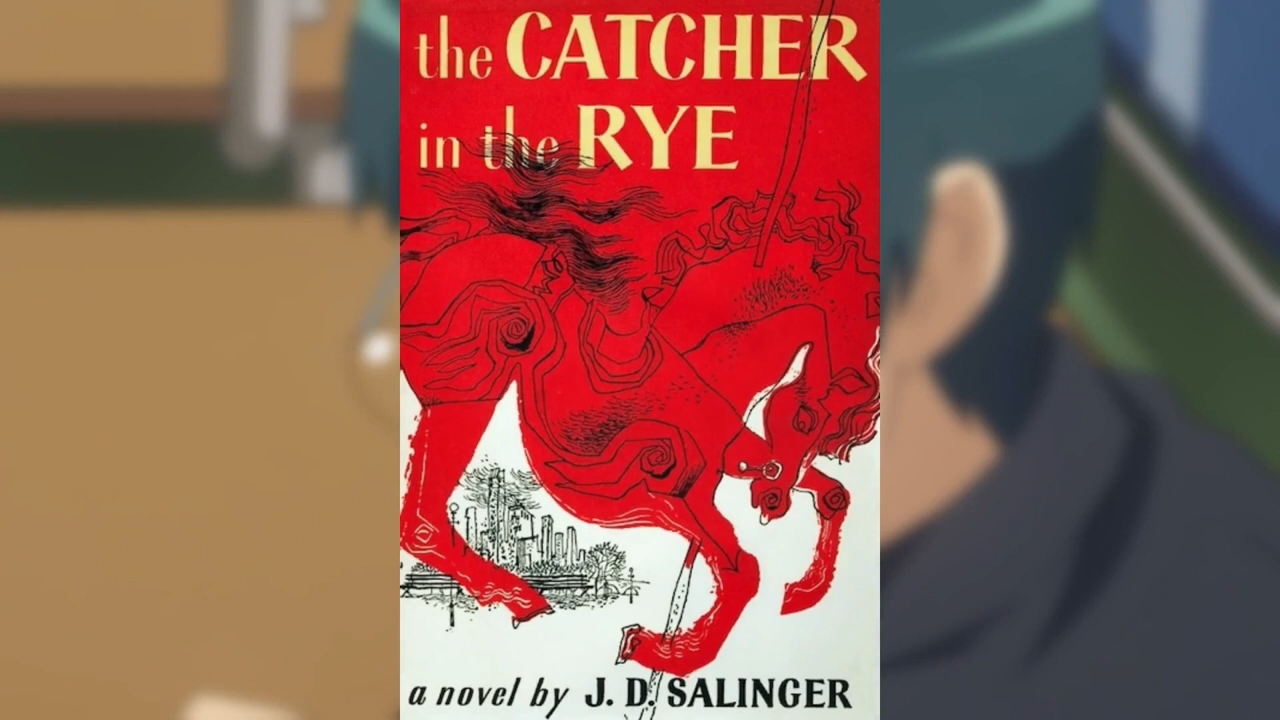 the CATCHER
in the RYE
a novel by J. D. SALINGER